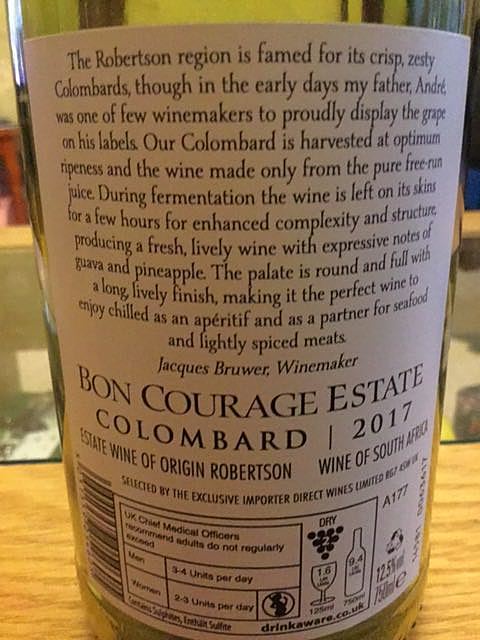 The Robertson region is famed for its crisp, zesty
Colombards, though in the early days my father, André,
was one of few winemakers to proudly display the grape
on his labels. Our Colombard is harvested at optimum
ripeness and the wine made only from the pure free-run
juice. During fermentation the wine is left on its skins
for a few hours for enhanced complexity and structure,
producing a fresh, lively wine with expressive notes of
guava and pineapple. The palate is round and full with
a long, lively finish, making it the perfect wine to
enjoy chilled as an apéritif and as a partner for seafood
and lightly spiced meats.
Jacques Bruwer, Winemaker
BON COURAGE ESTATE
COLOMBARD | 2017
ESTATE WINE OF ORIGIN ROBERTSON WINE OF SOUTH AFRICA
SELECTED BY THE EXCLUSIVE IMPORTER DIRECT WINES LIMITED RG7 4SW UK
A177
UK Chief Medical Officers
recommend adults do not regularly
exceed
Men 3-4 Units per day
Women 2-3 Units per day
Contains Sulphites, Enthält Sulfite
DRY
1.6
125ml
9.4
750ml
drinkaware.co.uk
12.5%
750ml e